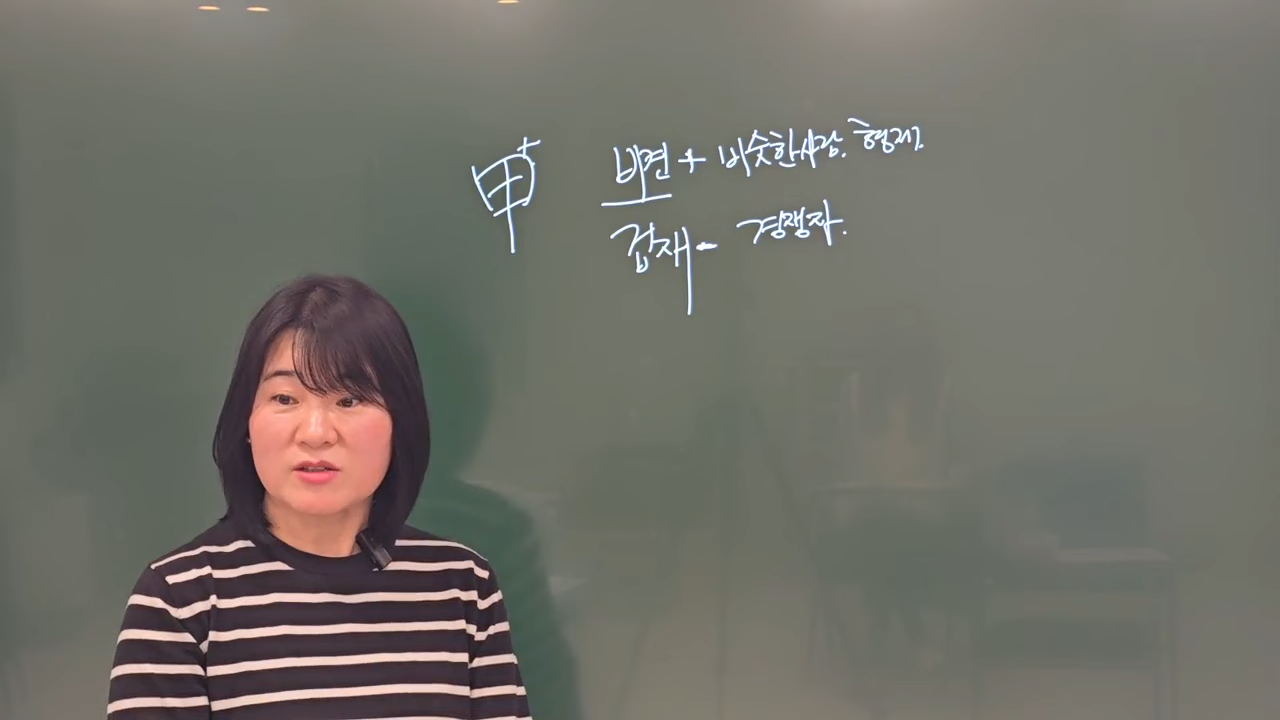 甲+
비견 + 비슷한사람. 형제.
겁재 - 경쟁자.